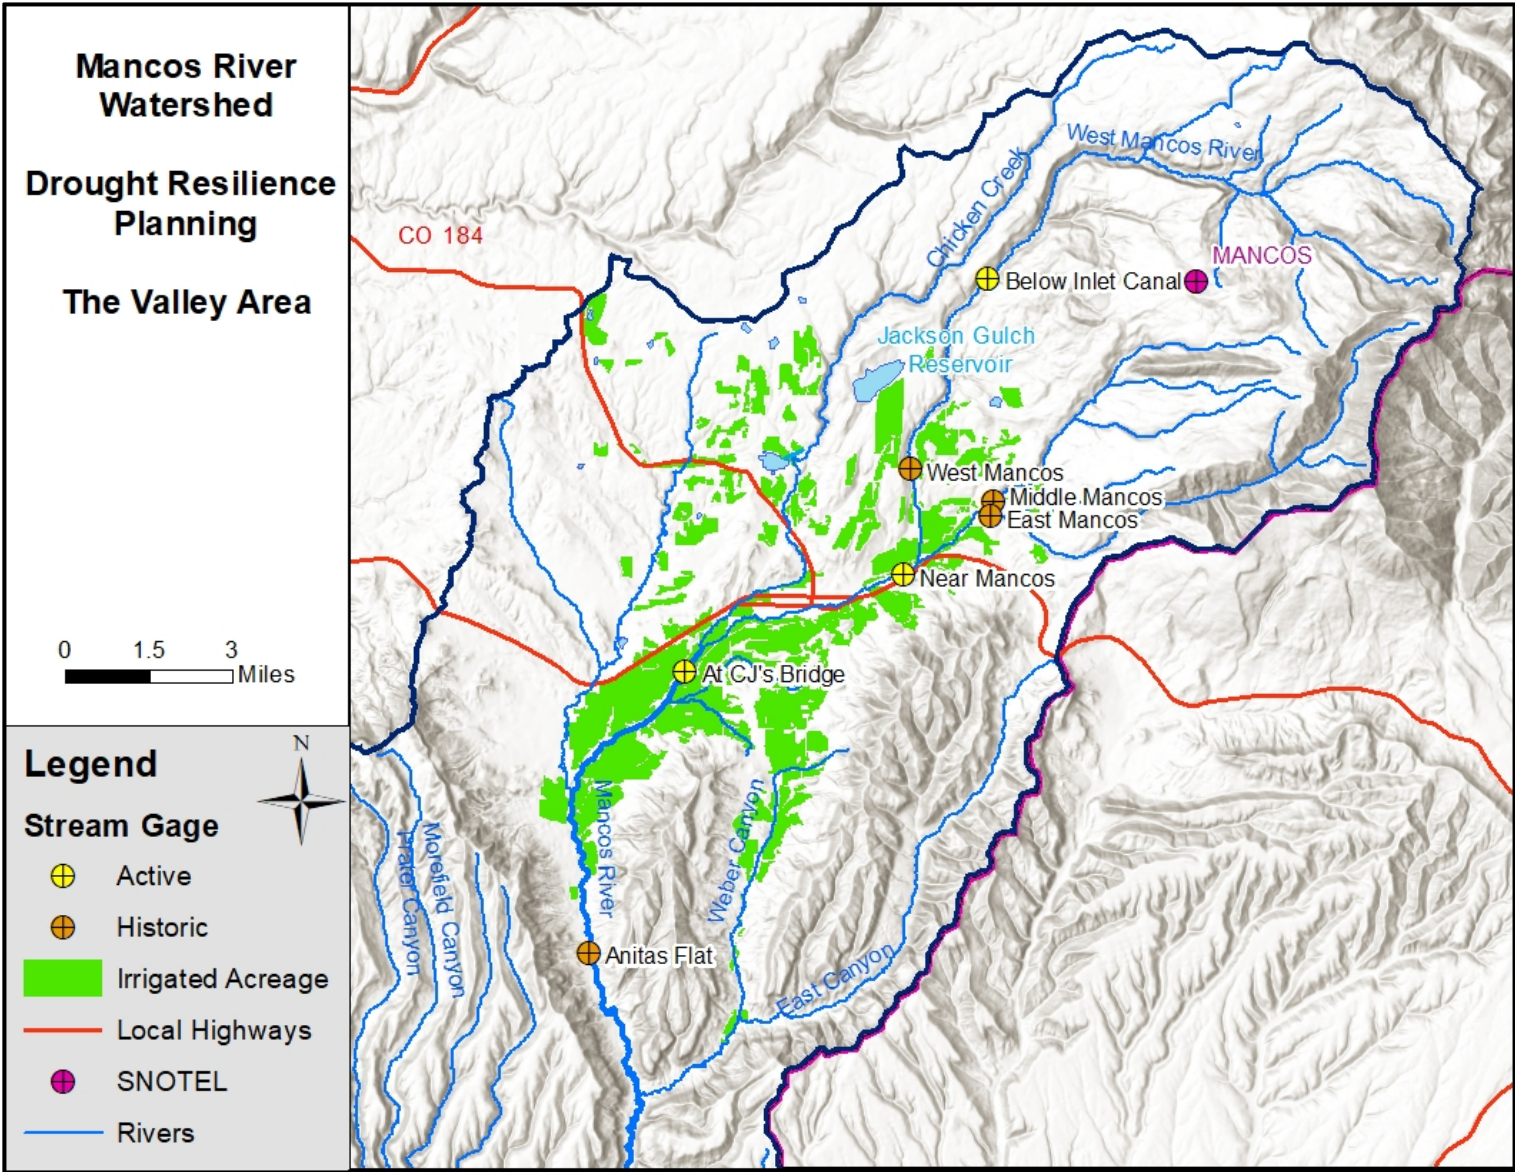 Mancos River
Watershed
Drought Resilience
Planning
The Valley Area
0 1.5 3
Miles
N
Legend
Stream Gage
Active
Historic
Irrigated Acreage
Local Highways
SNOTEL
Rivers
CO 184
West Mancos River
Chicken Creek
MANCOS
Below Inlet Canal
Jackson Gulch
Reservoir
West Mancos
Middle Mancos
East Mancos
Near Mancos
At CJ's Bridge
Mancos River
Weber Canyon
Morefield Canyon
Prater Canyon
Anitas Flat
East Canyon